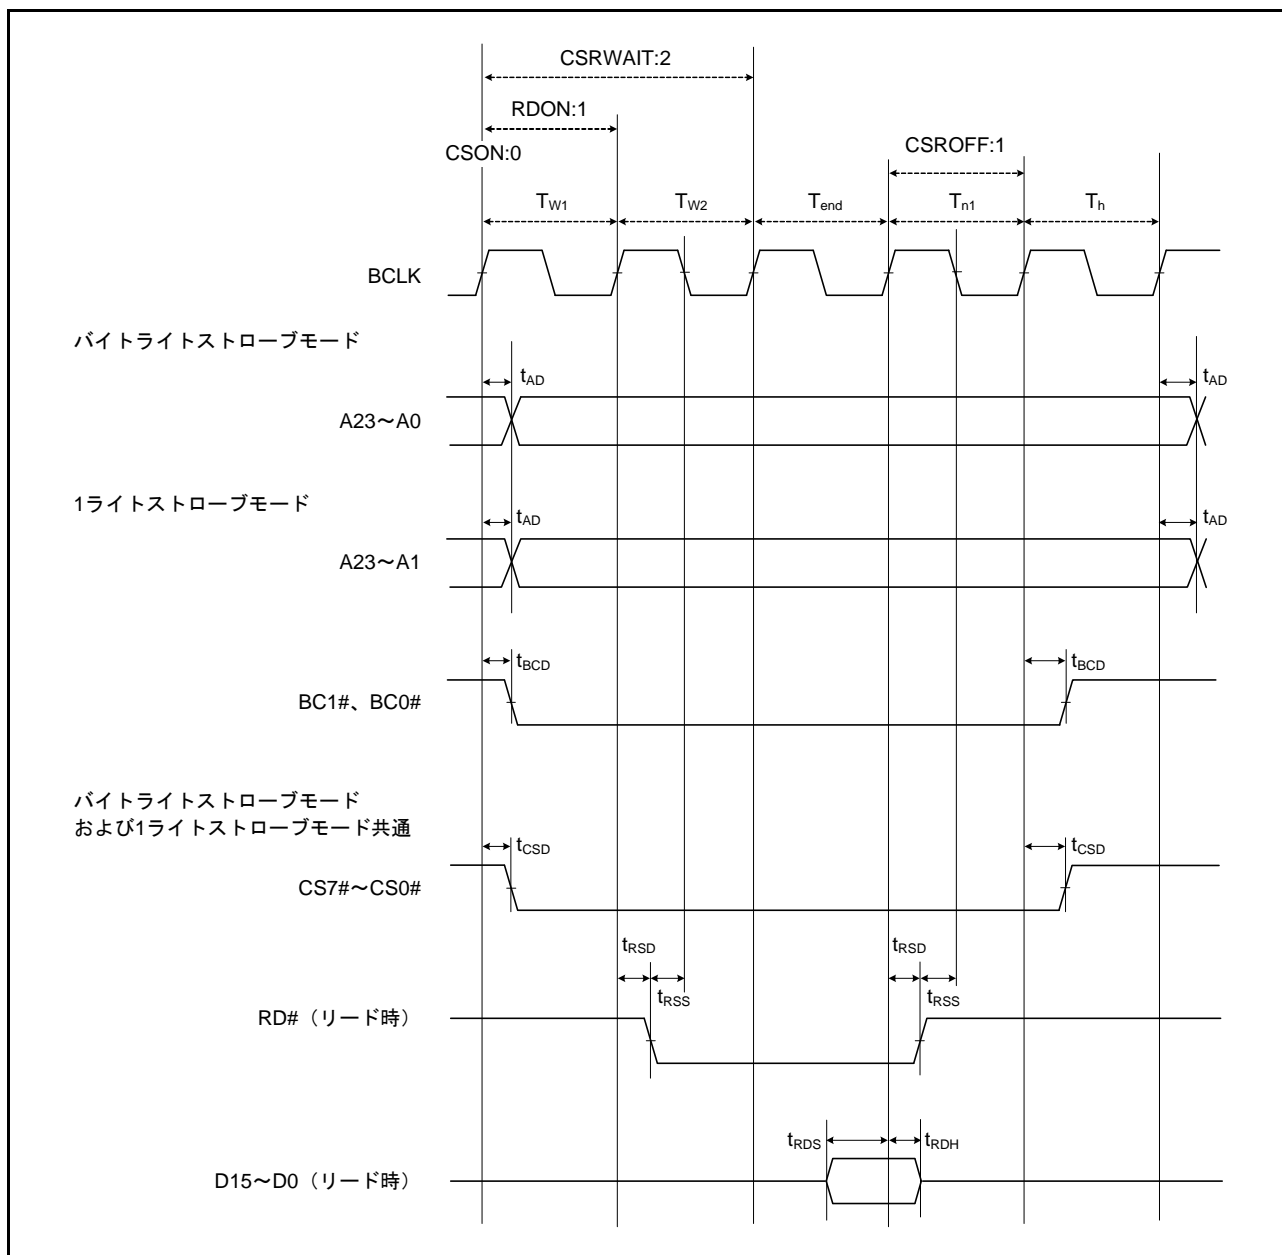 CSRWAIT:2
RDON:1
CSON:0
CSROFF:1
TW1
TW2
Tend
Tn1
Th
BCLK
バイトライトストローブモード
tAD
tAD
A23～A0
1ライトストローブモード
tAD
tAD
A23～A1
tBCD
tBCD
BC1#、BC0#
バイトライトストローブモード
および1ライトストローブモード共通
tCSD
tCSD
CS7#～CS0#
tRSD
tRSD
tRSS
tRSS
RD#（リード時）
tRDS
tRDH
D15～D0（リード時）